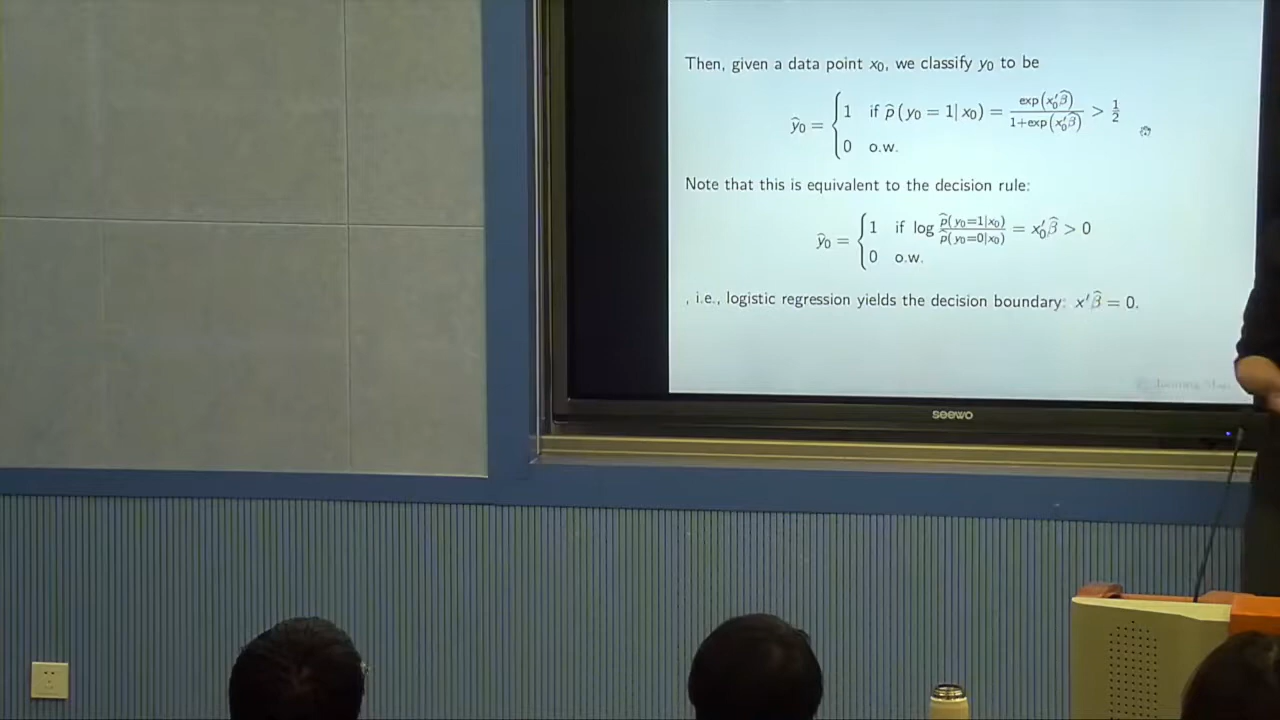 Then, given a data point x₀, we classify y₀ to be
ŷ₀ = { 1 if p̂(y₀ = 1| x₀) = exp(x₀′β̂) / 1+exp(x₀′β̂) > 1/2
0 o.w.
Note that this is equivalent to the decision rule:
ŷ₀ = { 1 if log p̂(y₀=1|x₀) / p̂(y₀=0|x₀) = x₀′β̂ > 0
0 o.w.
, i.e., logistic regression yields the decision boundary: x′β̂ = 0.
seewo